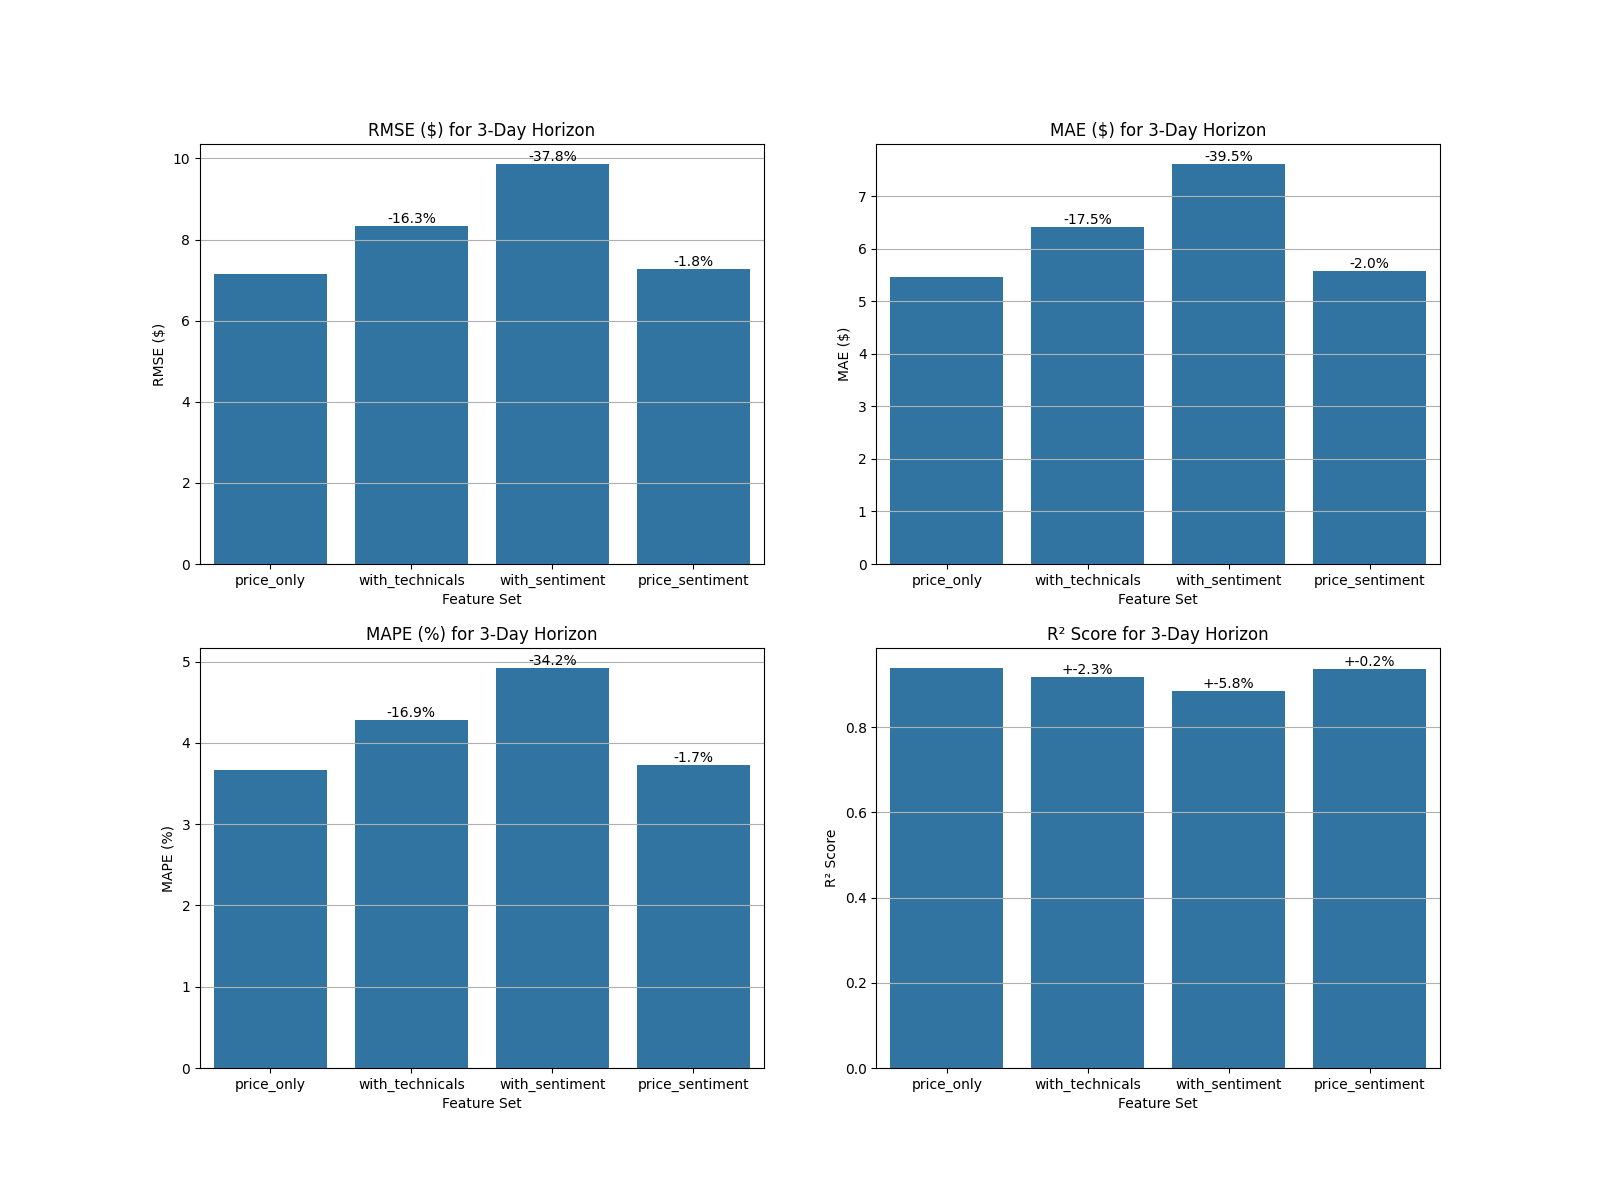 RMSE ($) for 3-Day Horizon
10
8
6
4
2
0
RMSE ($)
-16.3%
-37.8%
-1.8%
price_only with_technicals with_sentiment price_sentiment
Feature Set
MAE ($) for 3-Day Horizon
7
6
5
4
3
2
1
0
MAE ($)
-17.5%
-39.5%
-2.0%
price_only with_technicals with_sentiment price_sentiment
Feature Set
MAPE (%) for 3-Day Horizon
5
4
3
2
1
0
MAPE (%)
-16.9%
-34.2%
-1.7%
price_only with_technicals with_sentiment price_sentiment
Feature Set
R² Score for 3-Day Horizon
0.8
0.6
0.4
0.2
0.0
R² Score
+-2.3%
+-5.8%
+-0.2%
price_only with_technicals with_sentiment price_sentiment
Feature Set